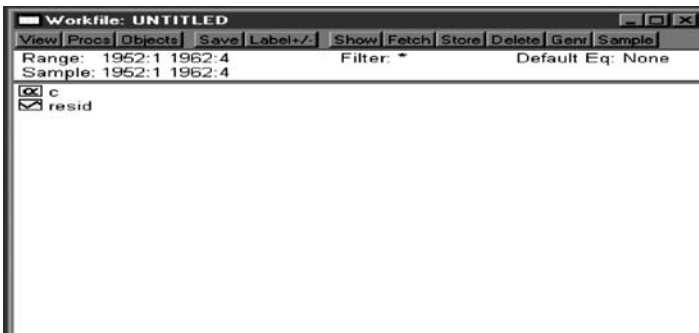 Workfile: UNTITLED
View Procs Objects Save Label+/- Show Fetch Store Delete Genr Sample
Range: 1952:1 1962:4 Filter: * Default Eq: None
Sample: 1952:1 1962:4
α c
resid